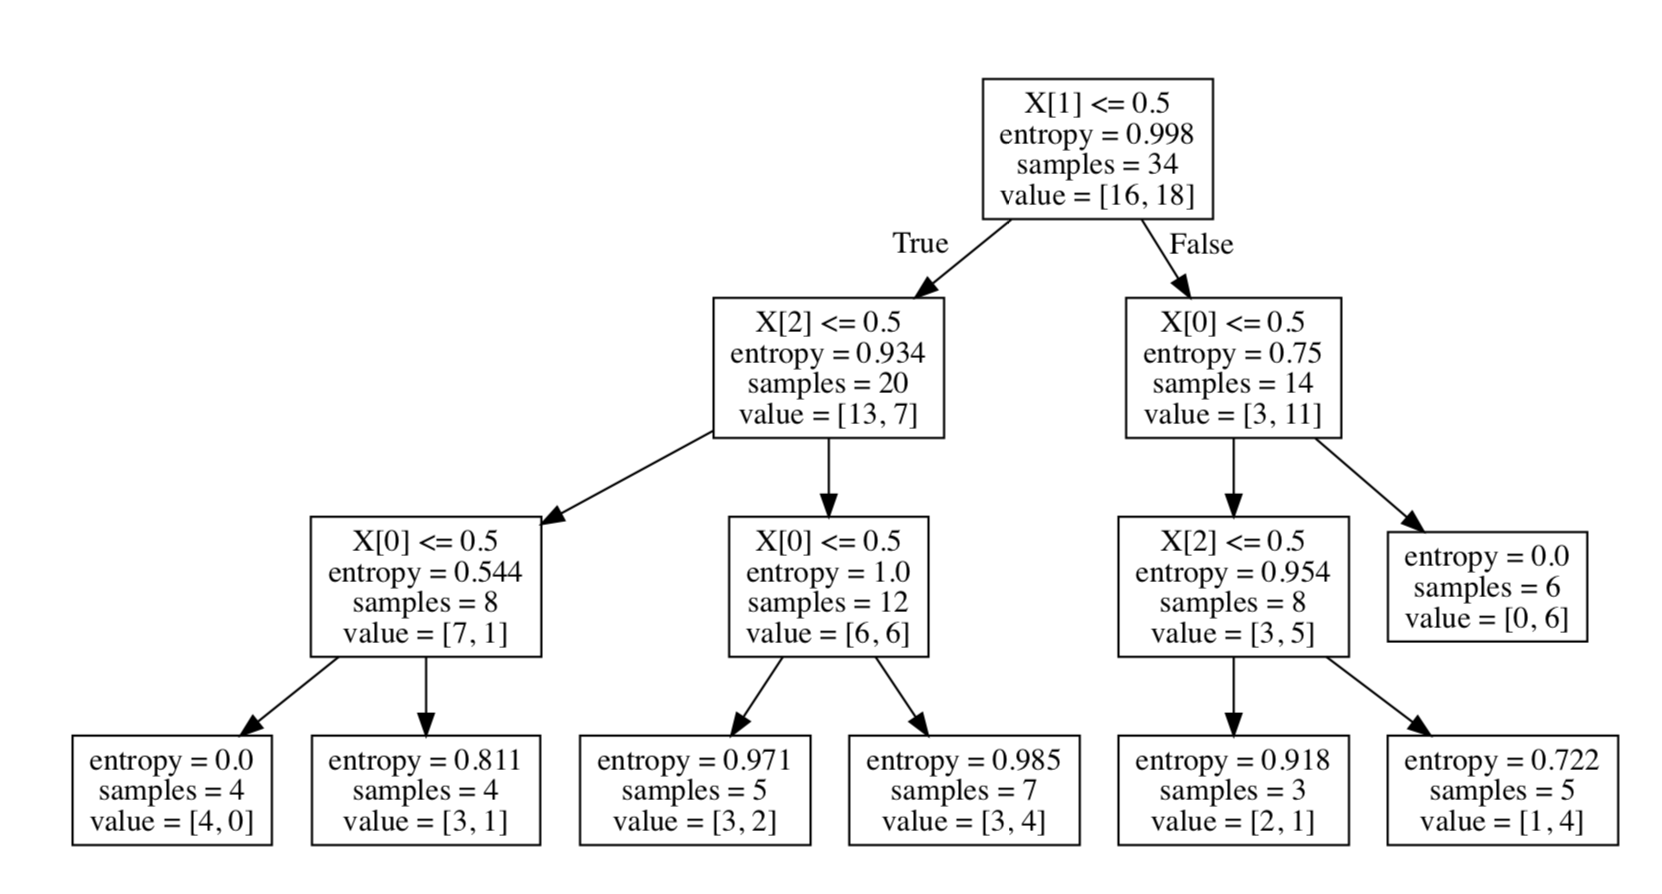 X[1] <= 0.5
entropy = 0.998
samples = 34
value = [16, 18]
True
False
X[2] <= 0.5
entropy = 0.934
samples = 20
value = [13, 7]
X[0] <= 0.5
entropy = 0.75
samples = 14
value = [3, 11]
X[0] <= 0.5
entropy = 0.544
samples = 8
value = [7, 1]
X[0] <= 0.5
entropy = 1.0
samples = 12
value = [6, 6]
X[2] <= 0.5
entropy = 0.954
samples = 8
value = [3, 5]
entropy = 0.0
samples = 6
value = [0, 6]
entropy = 0.0
samples = 4
value = [4, 0]
entropy = 0.811
samples = 4
value = [3, 1]
entropy = 0.971
samples = 5
value = [3, 2]
entropy = 0.985
samples = 7
value = [3, 4]
entropy = 0.918
samples = 3
value = [2, 1]
entropy = 0.722
samples = 5
value = [1, 4]